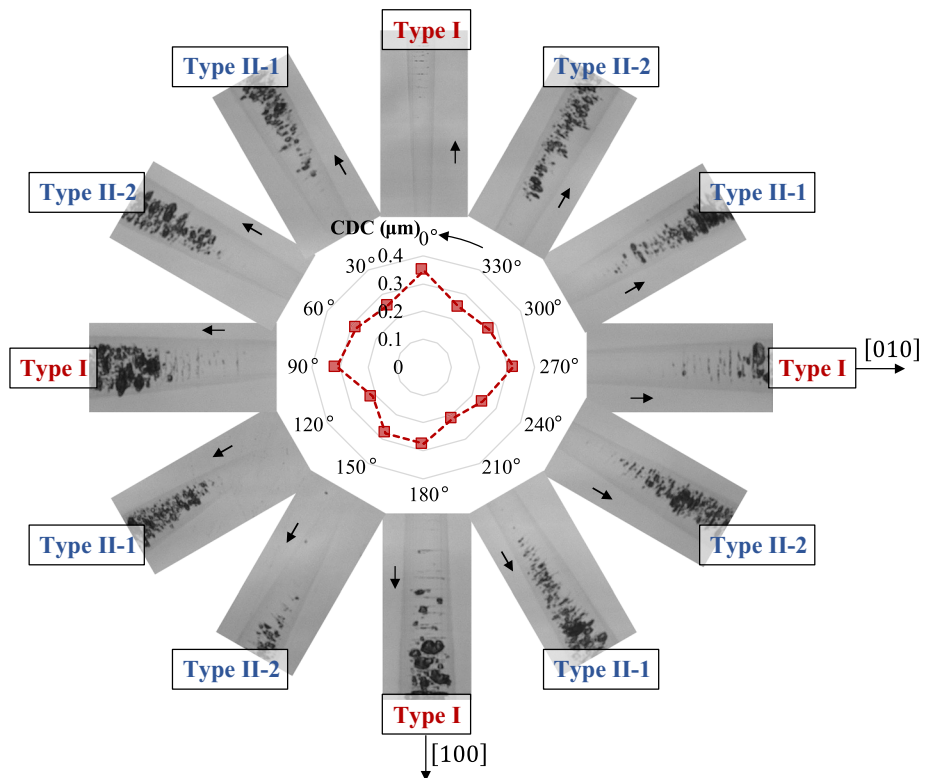 Type I
Type II-1
Type II-2
Type II-2
Type II-1
CDC (μm)
0°
0.4
30°
330°
0.3
60°
300°
0.2
0.1
[010]
Type I
90°
0
270°
Type I
120°
240°
150°
210°
180°
Type II-1
Type II-2
Type II-2
Type II-1
Type I
[100]